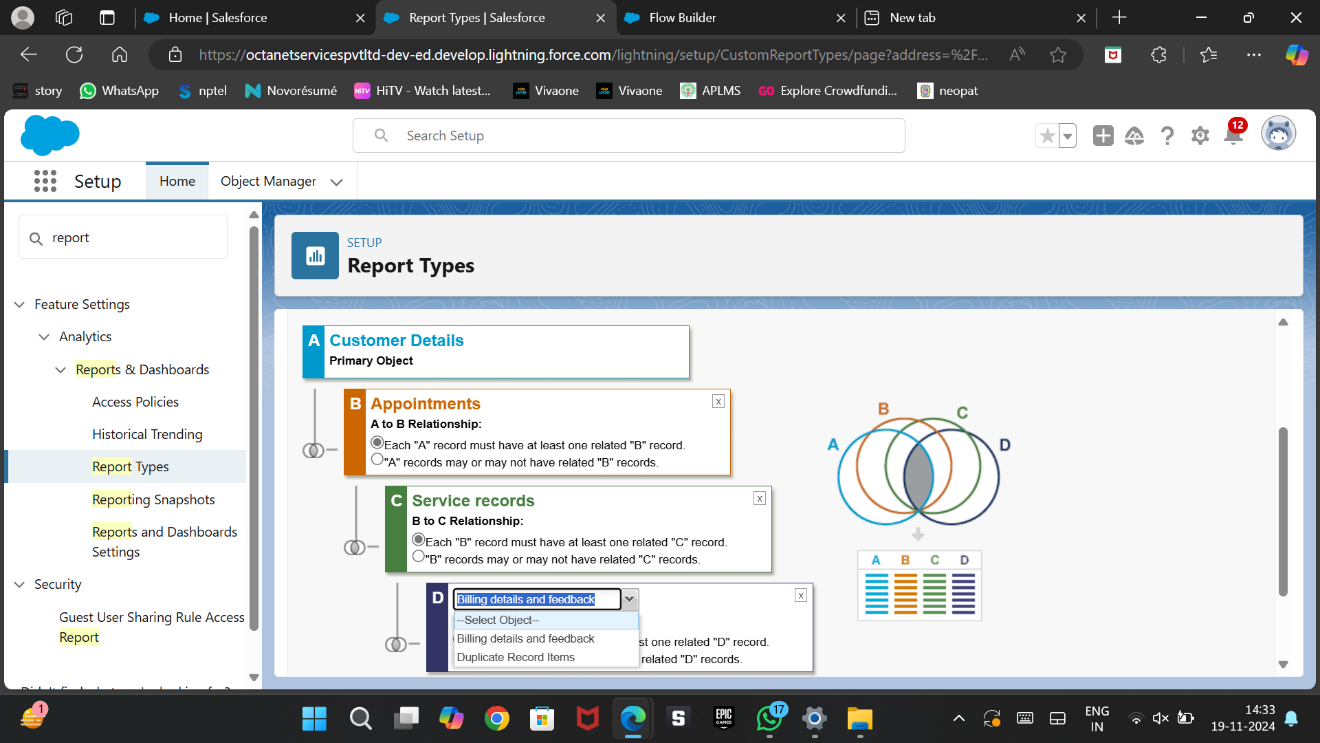 Home | Salesforce
Report Types | Salesforce
Flow Builder
New tab
https://octanetservicespvtltd-dev-ed.develop.lightning.force.com/lightning/setup/CustomReportTypes/page?address=%2F...
story
WhatsApp
nptel
Novorésumé
HiTV - Watch latest...
Vivaone
Vivaone
APLMS
GO Explore Crowdfundi...
neopat
Search Setup
12
Setup
Home
Object Manager
report
SETUP
Report Types
Feature Settings
Analytics
Reports & Dashboards
Access Policies
Historical Trending
Report Types
Reporting Snapshots
Reports and Dashboards
Settings
Security
Guest User Sharing Rule Access
Report
A Customer Details
Primary Object
B Appointments
x
A to B Relationship:
Each "A" record must have at least one related "B" record.
"A" records may or may not have related "B" records.
C Service records
x
B to C Relationship:
Each "B" record must have at least one related "C" record.
"B" records may or may not have related "C" records.
D Billing details and feedback
x
--Select Object--
Billing details and feedback
st one related "D" record.
Duplicate Record Items
related "D" records.
A B C D
A B C D
1
17
ENG
IN
14:33
19-11-2024